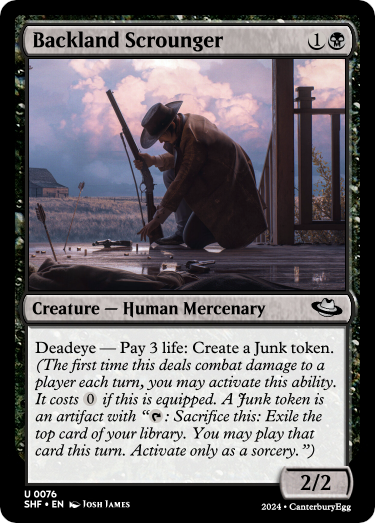 Backland Scrounger 1
Creature — Human Mercenary
Deadeye — Pay 3 life: Create a Junk token.
(The first time this deals combat damage to a
player each turn, you may activate this ability.
It costs 0 if this is equipped. A Junk token is
an artifact with “: Sacrifice this: Exile the
top card of your library. You may play that
card this turn. Activate only as a sorcery.”)
2/2
U 0076
SHF • EN Josh James
2024 • CanterburyEgg